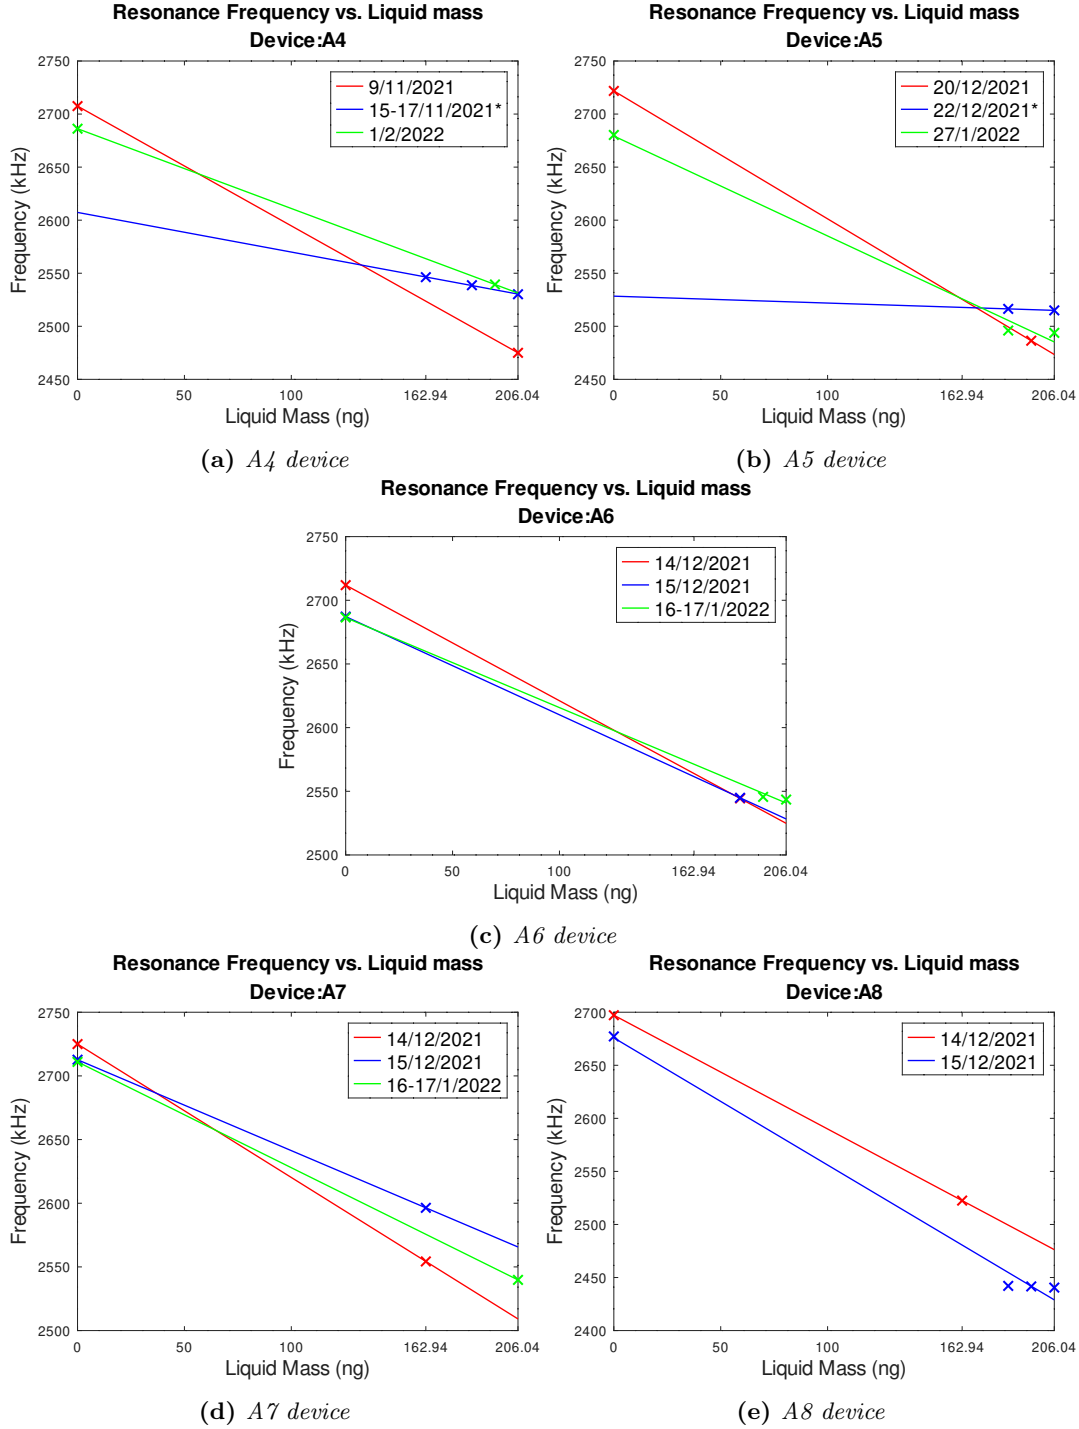 Resonance Frequency vs. Liquid mass
Device:A4
2750
2700
2650
2600
2550
2500
2450
Frequency (kHz)
9/11/2021
15-17/11/2021*
1/2/2022
0 50 100 162.94 206.04
Liquid Mass (ng)
(a) A4 device
Resonance Frequency vs. Liquid mass
Device:A5
2750
2700
2650
2600
2550
2500
2450
Frequency (kHz)
20/12/2021
22/12/2021*
27/1/2022
0 50 100 162.94 206.04
Liquid Mass (ng)
(b) A5 device
Resonance Frequency vs. Liquid mass
Device:A6
2750
2700
2650
2600
2550
2500
Frequency (kHz)
14/12/2021
15/12/2021
16-17/1/2022
0 50 100 162.94 206.04
Liquid Mass (ng)
(c) A6 device
Resonance Frequency vs. Liquid mass
Device:A7
2750
2700
2650
2600
2550
2500
Frequency (kHz)
14/12/2021
15/12/2021
16-17/1/2022
0 50 100 162.94 206.04
Liquid Mass (ng)
(d) A7 device
Resonance Frequency vs. Liquid mass
Device:A8
2700
2650
2600
2550
2500
2450
2400
Frequency (kHz)
14/12/2021
15/12/2021
0 50 100 162.94 206.04
Liquid Mass (ng)
(e) A8 device